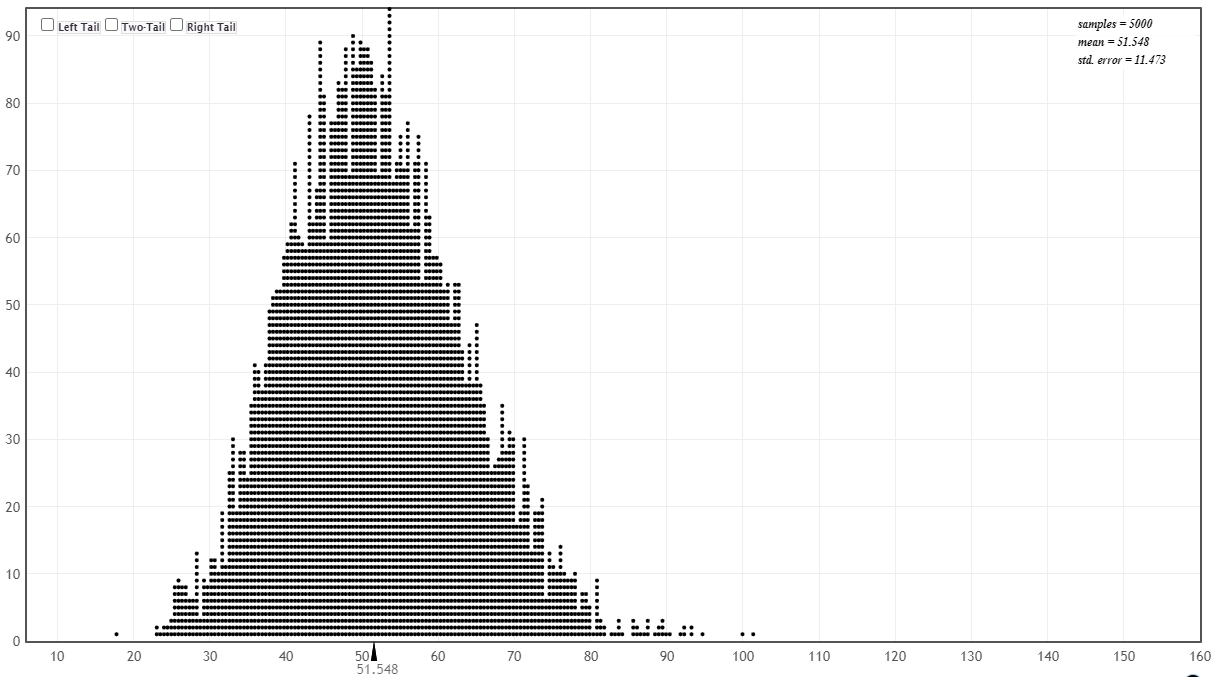 Left Tail Two-Tail Right Tail
samples = 5000
mean = 51.548
std. error = 11.473
90
80
70
60
50
40
30
20
10
0
10 20 30 40 50 60 70 80 90 100 110 120 130 140 150 160
51.548